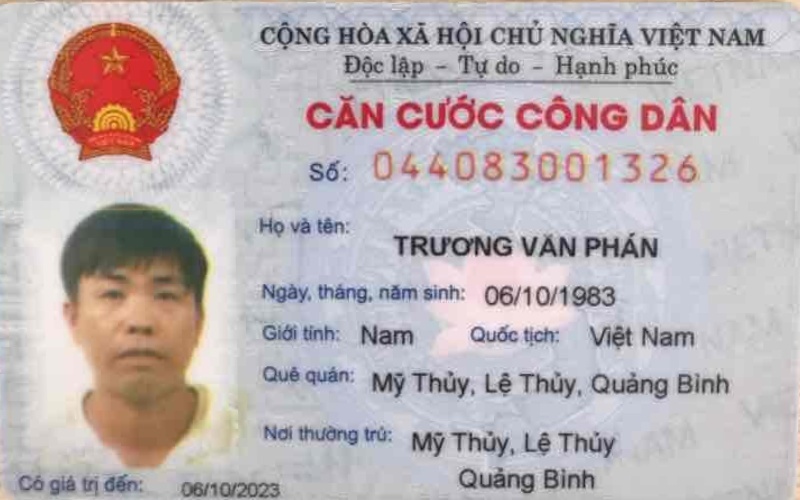 CỘNG HÒA XÃ HỘI CHỦ NGHĨA VIỆT NAM
Độc lập – Tự do – Hạnh phúc
CĂN CƯỚC CÔNG DÂN
Số: 044083001326
Họ và tên:
TRƯƠNG VĂN PHÁN
Ngày, tháng, năm sinh: 06/10/1983
Giới tính: Nam Quốc tịch: Việt Nam
Quê quán: Mỹ Thủy, Lệ Thủy, Quảng Bình
Nơi thường trú: Mỹ Thủy, Lệ Thủy
Quảng Bình
Có giá trị đến: 06/10/2023